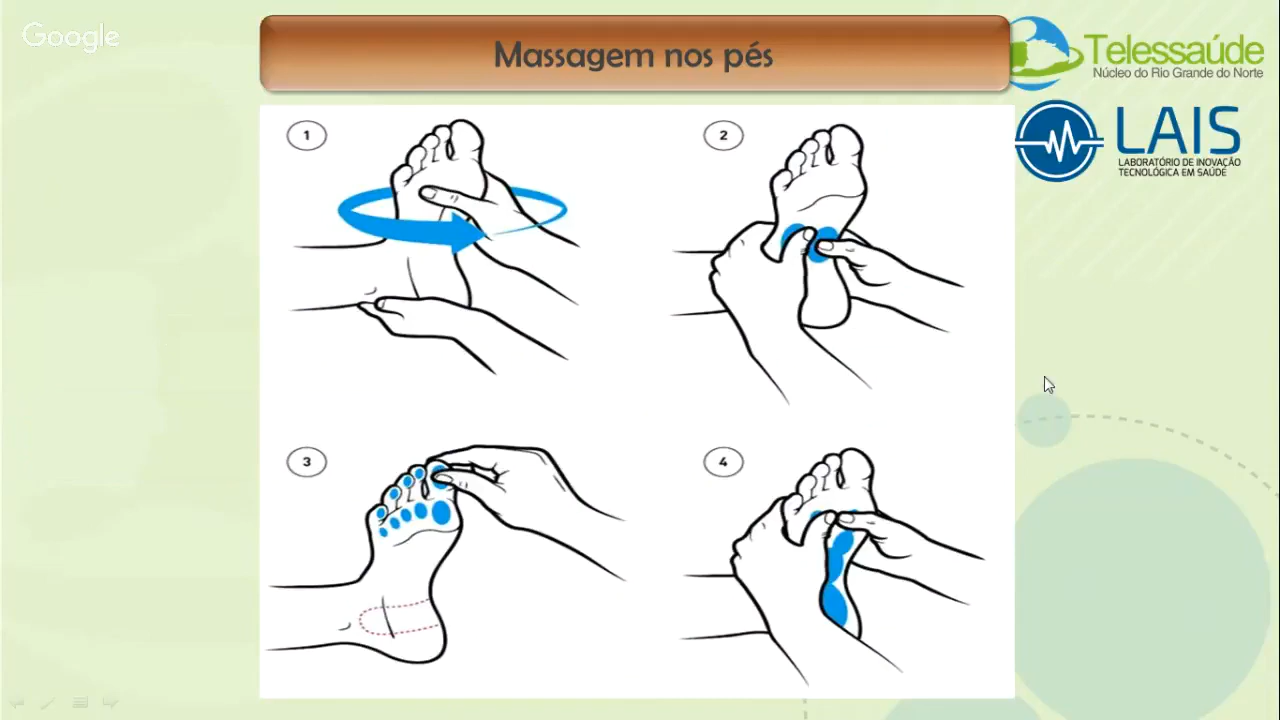 Google
Massagem nos pés
Telessaúde
Núcleo do Rio Grande do Norte
LAIS
LABORATÓRIO DE INOVAÇÃO
TECNOLÓGICA EM SAÚDE
1
2
3
4